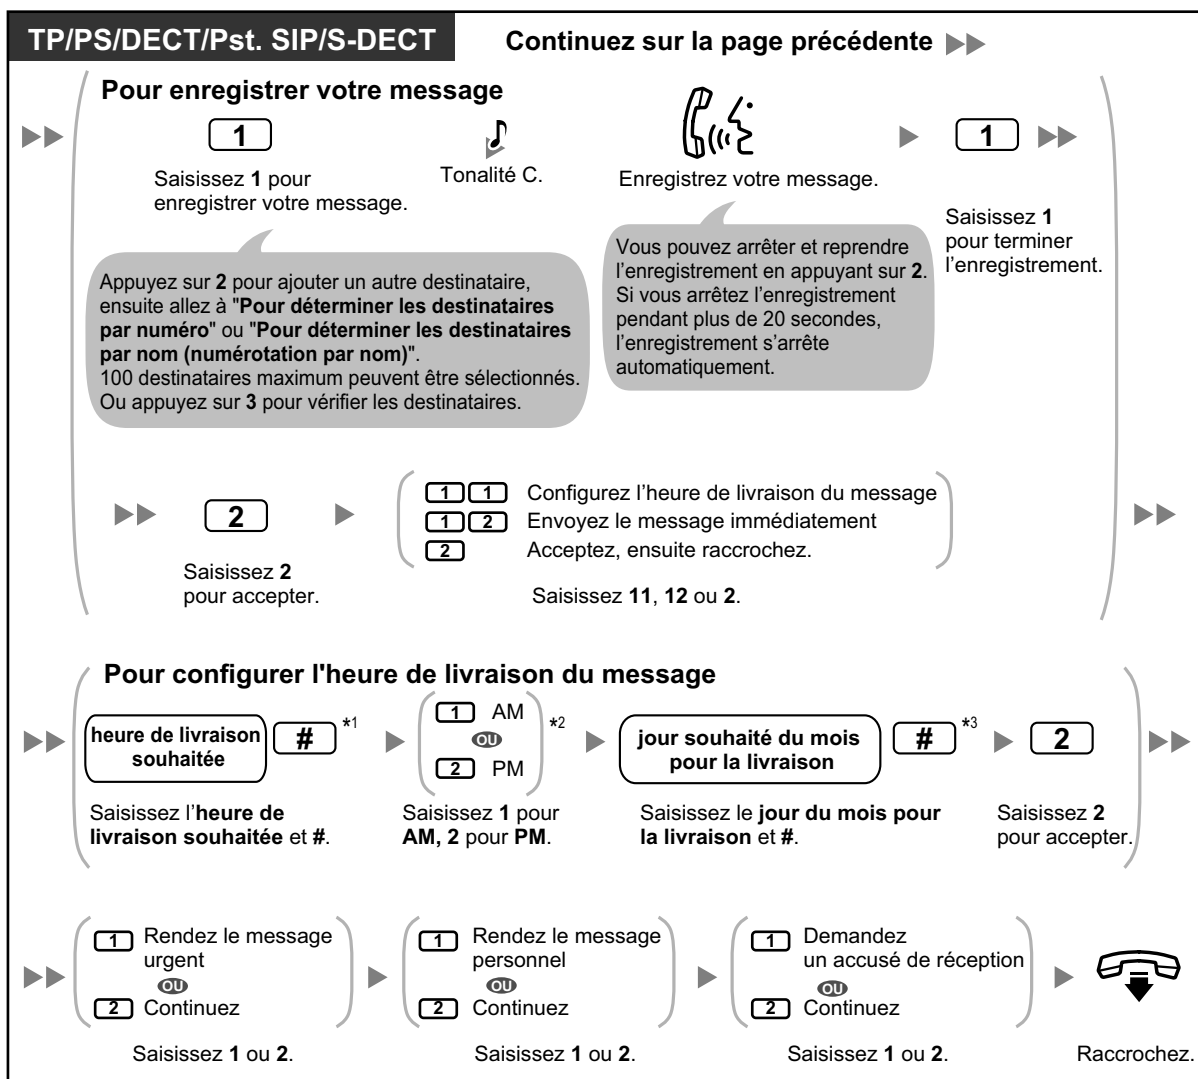 TP/PS/DECT/Pst. SIP/S-DECT
Continuez sur la page précédente
Pour enregistrer votre message
1
Saisissez 1 pour
enregistrer votre message.
Tonalité C.
Enregistrez votre message.
1
Saisissez 1
pour terminer
l'enregistrement.
Appuyez sur 2 pour ajouter un autre destinataire,
ensuite allez à "Pour déterminer les destinataires
par numéro" ou "Pour déterminer les destinataires
par nom (numérotation par nom)".
100 destinataires maximum peuvent être sélectionnés.
Ou appuyez sur 3 pour vérifier les destinataires.
Vous pouvez arrêter et reprendre
l'enregistrement en appuyant sur 2.
Si vous arrêtez l'enregistrement
pendant plus de 20 secondes,
l'enregistrement s'arrête
automatiquement.
2
Saisissez 2
pour accepter.
1 1 Configurez l'heure de livraison du message
1 2 Envoyez le message immédiatement
2 Acceptez, ensuite raccrochez.
Saisissez 11, 12 ou 2.
Pour configurer l'heure de livraison du message
heure de livraison
souhaitée
# *1
Saisissez l'heure de
livraison souhaitée et #.
1 AM
OU
2 PM
*2
Saisissez 1 pour
AM, 2 pour PM.
jour souhaité du mois
pour la livraison
# *3
Saisissez le jour du mois pour
la livraison et #.
2
Saisissez 2
pour accepter.
1 Rendez le message
urgent
OU
2 Continuez
Saisissez 1 ou 2.
1 Rendez le message
personnel
OU
2 Continuez
Saisissez 1 ou 2.
1 Demandez
un accusé de réception
OU
2 Continuez
Saisissez 1 ou 2.
Raccrochez.